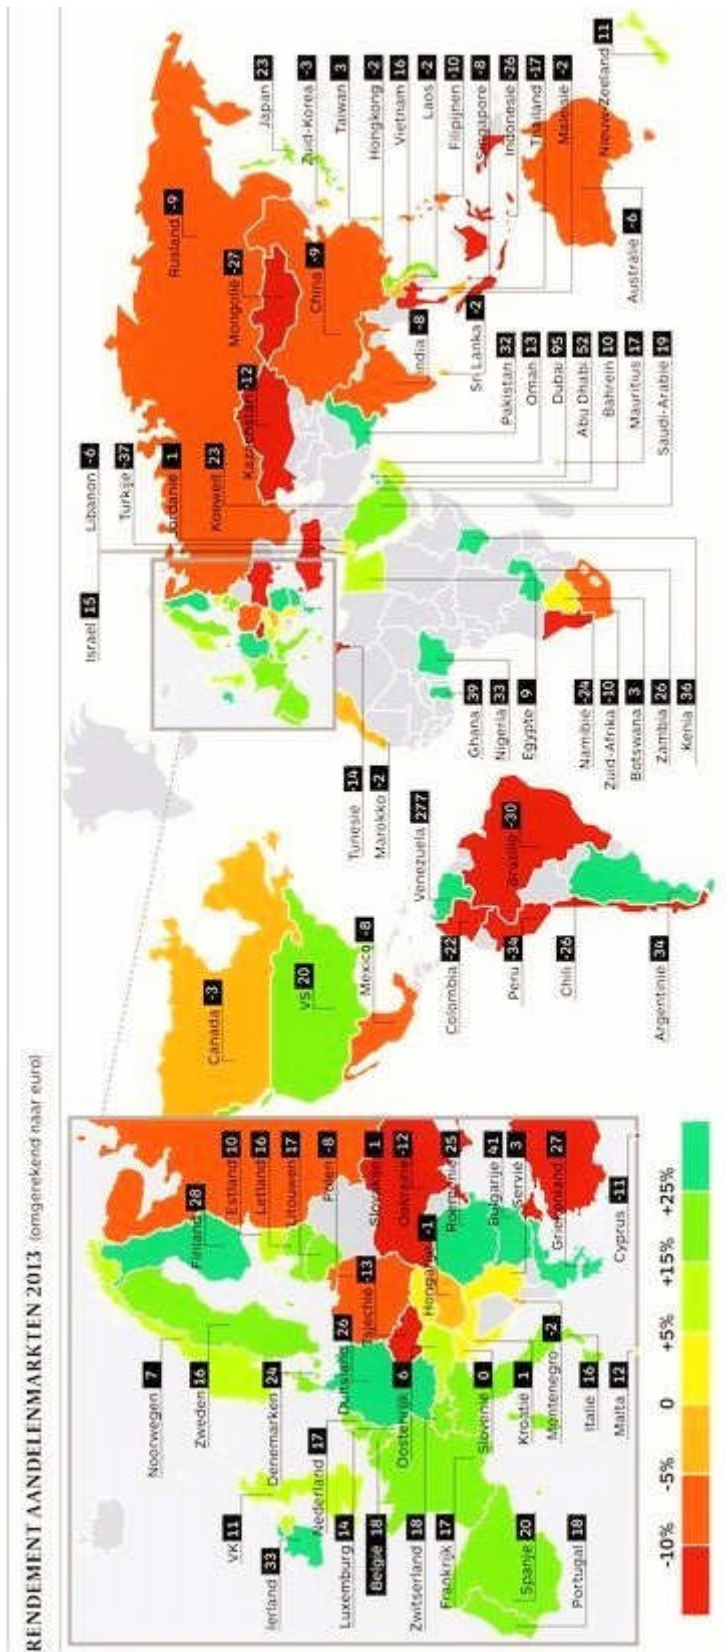 RENDEMENT AANDELENMARKTEN 2013 (omgerekend naar euro)
Noorwegen 7
Zweden 16
Denemarken 24
Finland 28
Estland 10
Letland 16
Litouwen 17
Polen -8
VK 11
Ierland 33
Nederland 17
Luxemburg 14
België 18
Zwitserland 18
Frankrijk 17
Spanje 20
Portugal 18
Duitsland 26
Tsjechië -13
Oostenrijk 6
Slovenië 0
Kroatië 1
Montenegro -2
Italië 16
Malta 12
Hongarije -1
Oekraïne -12
Roemenië 25
Bulgarije 41
Servië 3
Griekenland 27
Cyprus -11
-10%
-5%
0
+5%
+15%
+25%
Canada -3
VS 20
Mexico -8
Venezuela 277
Colombia -22
Peru -34
Chili -26
Brazilië -30
Argentinië 34
Israel 15
Libanon -6
Turkije -37
Jordanië 1
Koeweit 23
Tunesië -14
Marokko -2
Ghana 39
Nigeria 33
Egypte 9
Namibië -24
Zuid-Afrika -10
Botswana 3
Zambia 26
Kenia 36
Rusland -9
Kazachstan -12
Mongolië -27
China -9
India -8
Sri Lanka -2
Pakistan 32
Oman 13
Dubai 95
Abu Dhabi 52
Bahrein 10
Mauritius 17
Saudi-Arabië 19
Japan 23
Zuid-Korea -3
Taiwan 3
Hongkong -2
Vietnam 16
Laos -2
Filipijnen -10
Singapore -8
Indonesië -26
Thailand -17
Maleisië -2
Nieuw-Zeeland 11
Australië -6